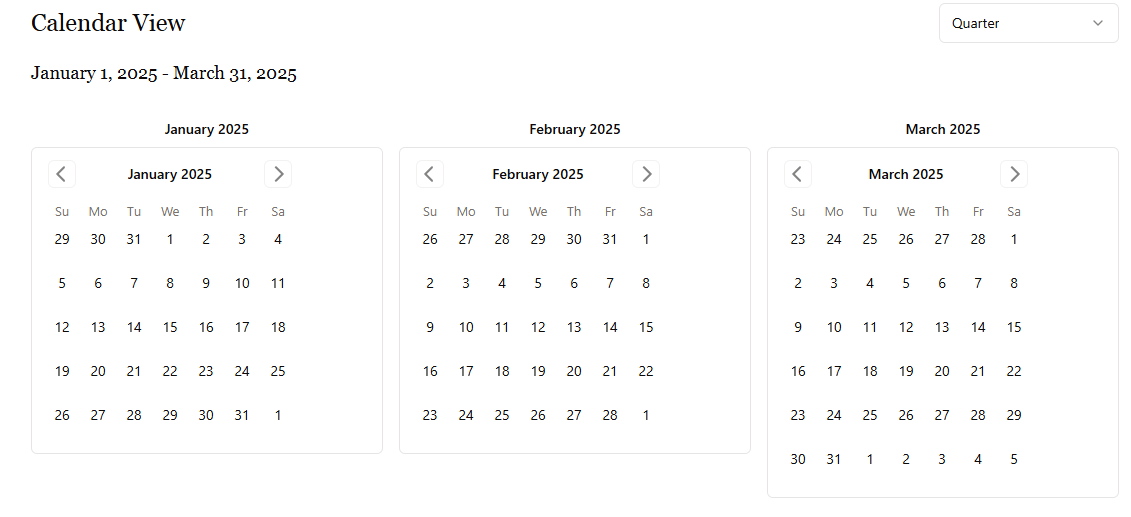 Calendar View
Quarter
January 1, 2025 - March 31, 2025
January 2025
January 2025
Su Mo Tu We Th Fr Sa
29 30 31 1 2 3 4
5 6 7 8 9 10 11
12 13 14 15 16 17 18
19 20 21 22 23 24 25
26 27 28 29 30 31 1
February 2025
February 2025
Su Mo Tu We Th Fr Sa
26 27 28 29 30 31 1
2 3 4 5 6 7 8
9 10 11 12 13 14 15
16 17 18 19 20 21 22
23 24 25 26 27 28 1
March 2025
March 2025
Su Mo Tu We Th Fr Sa
23 24 25 26 27 28 1
2 3 4 5 6 7 8
9 10 11 12 13 14 15
16 17 18 19 20 21 22
23 24 25 26 27 28 29
30 31 1 2 3 4 5